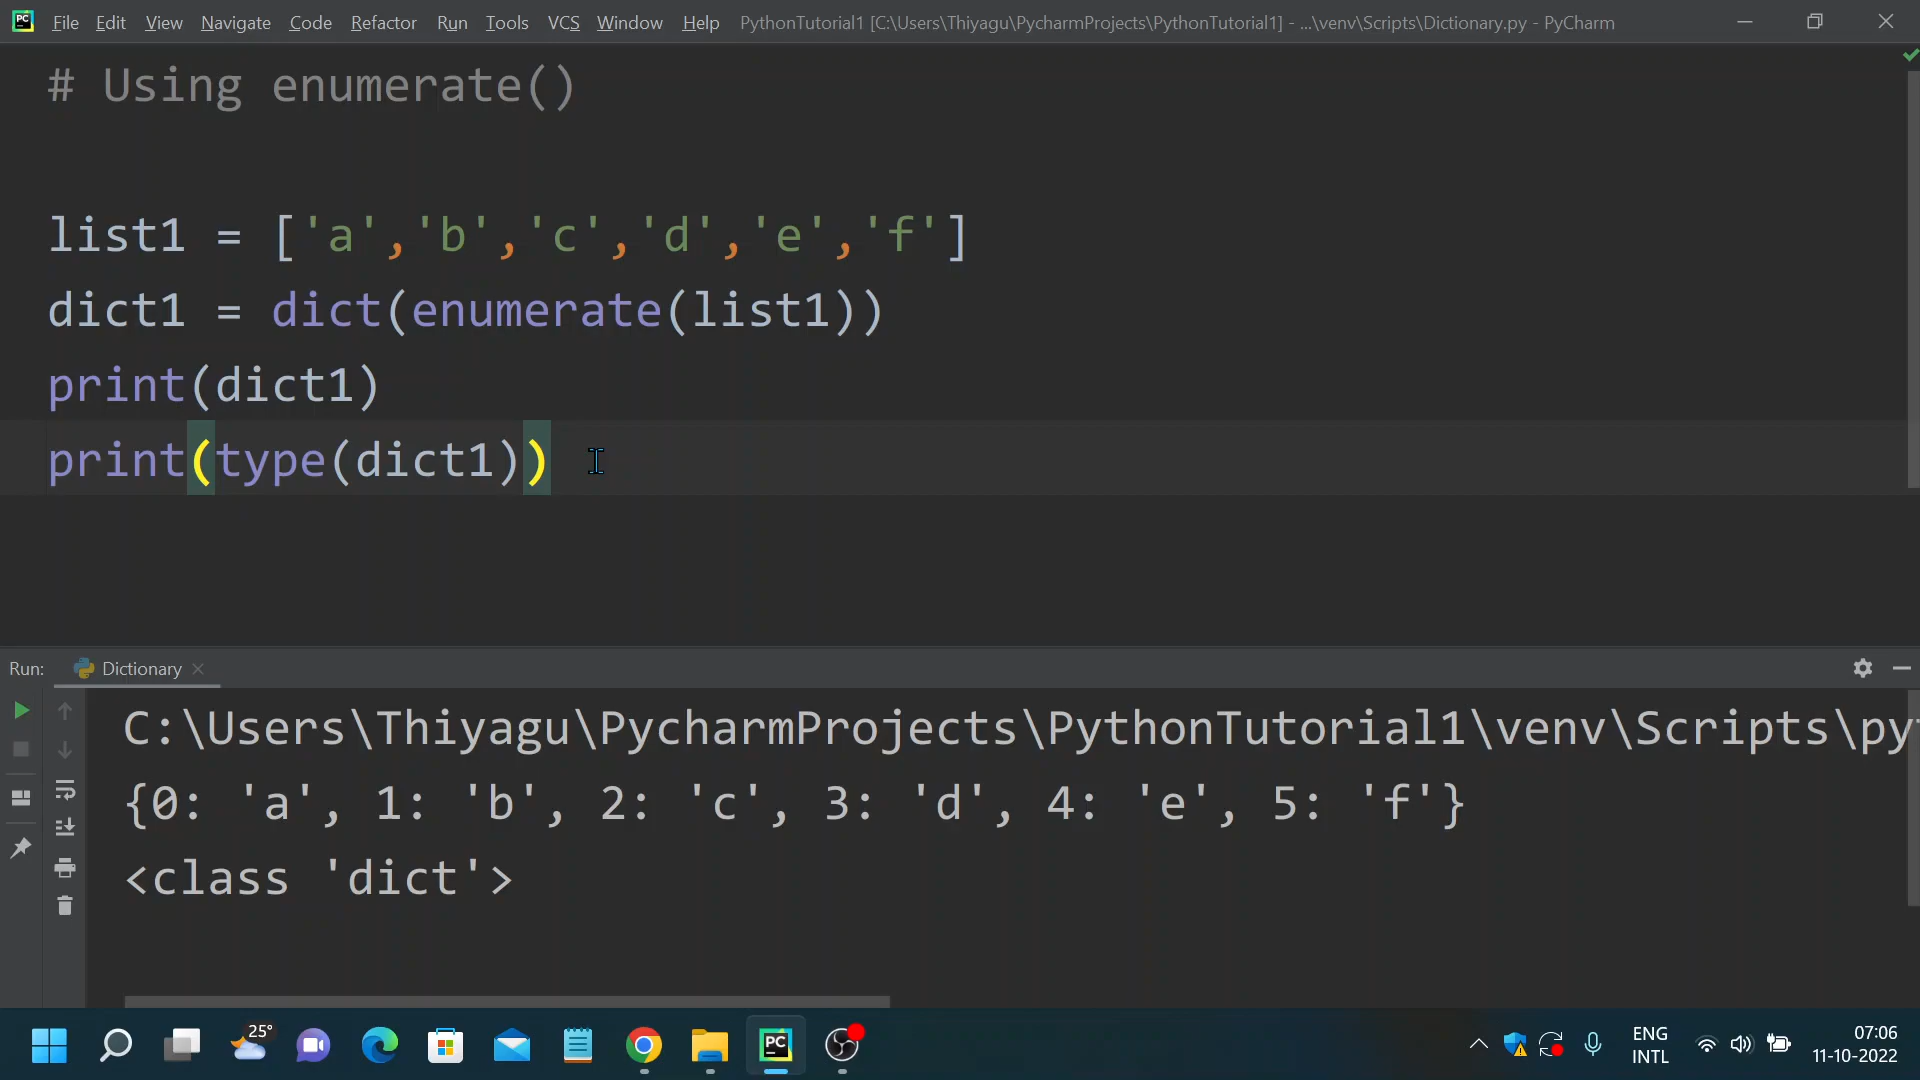 PC File Edit View Navigate Code Refactor Run Tools VCS Window Help PythonTutorial1 [C:\Users\Thiyagu\PycharmProjects\PythonTutorial1] - ...\venv\Scripts\Dictionary.py - PyCharm
# Using enumerate()
list1 = ['a','b','c','d','e','f']
dict1 = dict(enumerate(list1))
print(dict1)
print(type(dict1))
Run: Dictionary
C:\Users\Thiyagu\PycharmProjects\PythonTutorial1\venv\Scripts\py
{0: 'a', 1: 'b', 2: 'c', 3: 'd', 4: 'e', 5: 'f'}
<class 'dict'>
25° PC ENG 07:06
INTL 11-10-2022